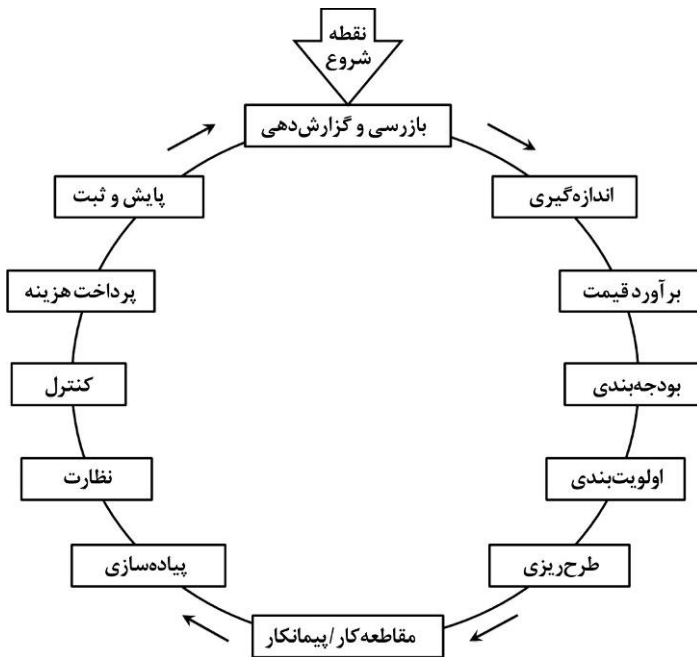 نقطه
شروع
بازرسی و گزارش‌دهی
اندازه‌گیری
برآورد قیمت
بودجه‌بندی
اولویت‌بندی
طرح‌ریزی
مقاطعه‌کار/پیمانکار
پیاده‌سازی
نظارت
کنترل
پرداخت هزینه
پایش و ثبت